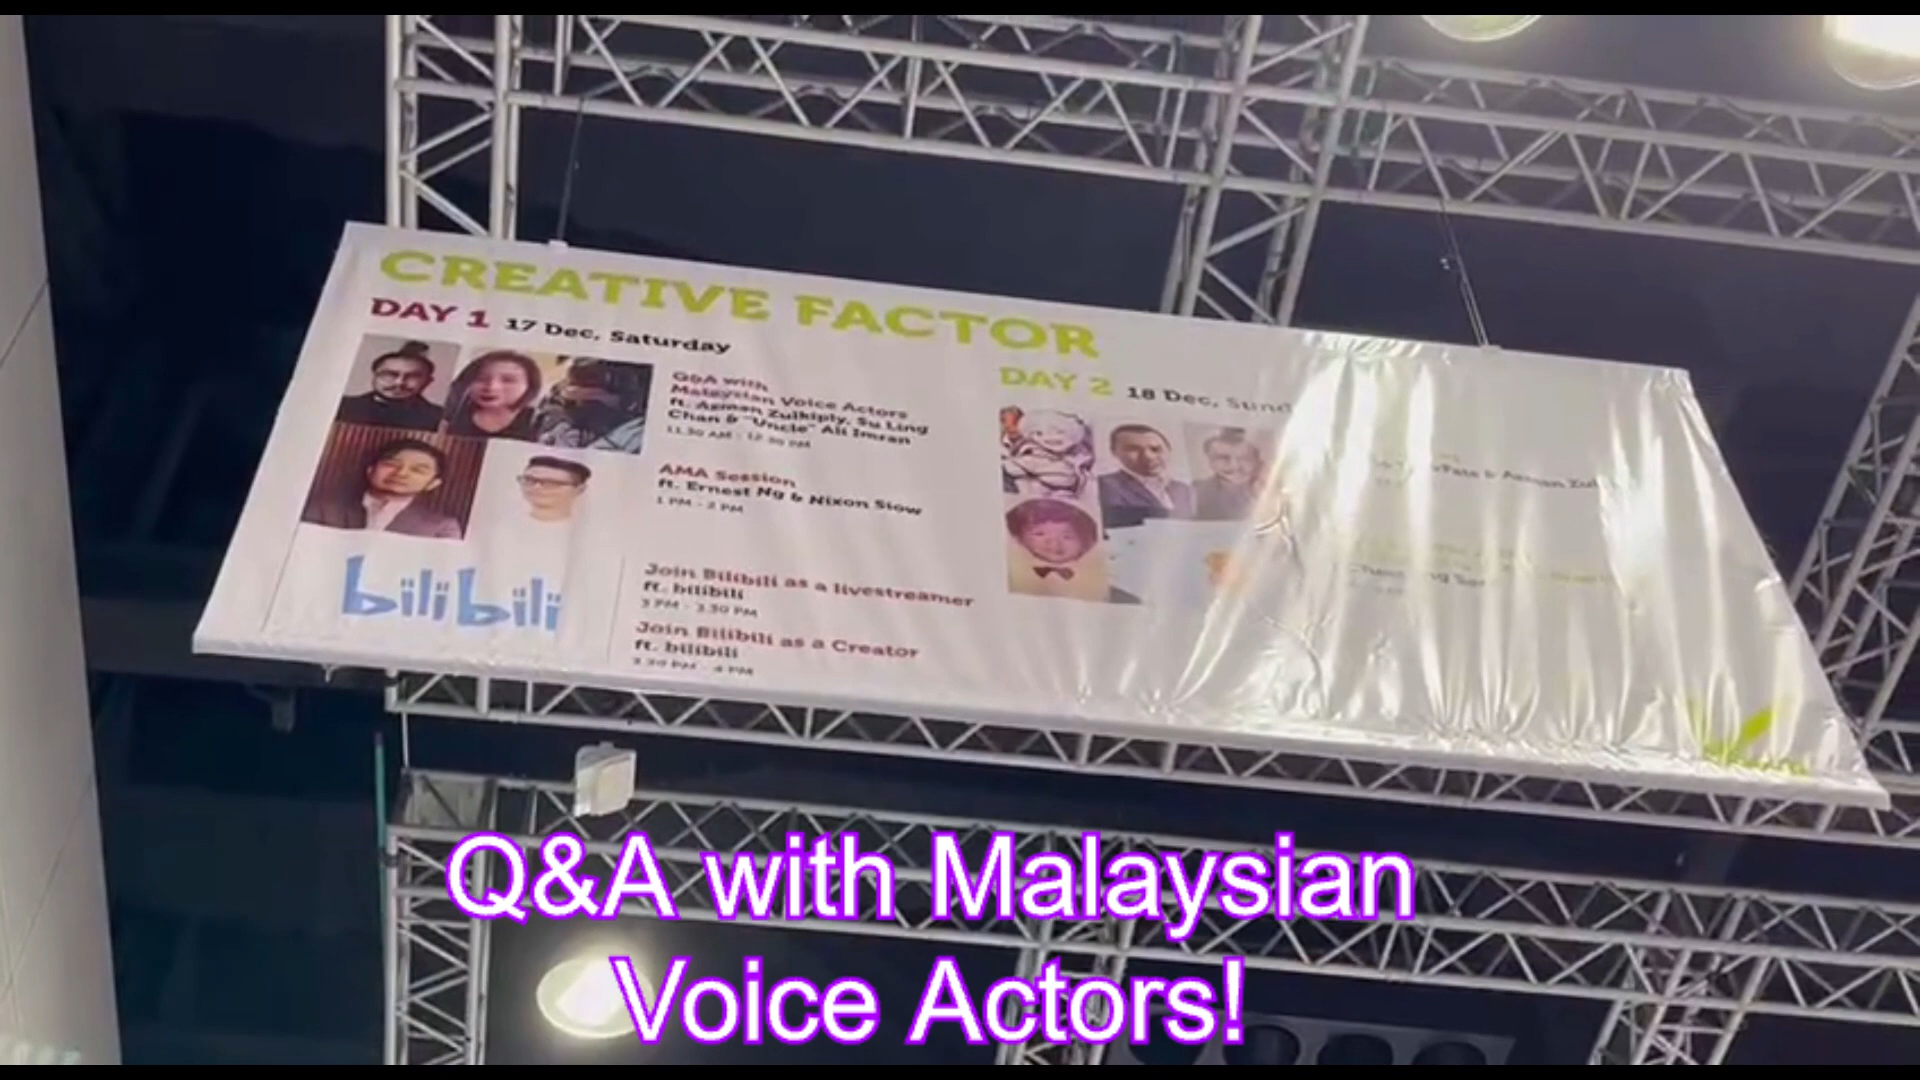 CREATIVE FACTOR
DAY 1 17 Dec, Saturday
Q&A with
Malaysian Voice Actors
ft. Azman Zulkiply, Su Ling
Chan & "Uncle" Ali Imran
11.30 AM - 12.30 PM
AMA Session
ft. Ernest Ng & Nixon Siow
1 PM - 2 PM
bilibili
Join Bilibili as a livestreamer
ft. bilibili
3 PM - 3.30 PM
Join Bilibili as a Creator
ft. bilibili
3.30 PM - 4 PM
DAY 2 18 Dec,
& Azman
Q&A with Malaysian
Voice Actors!